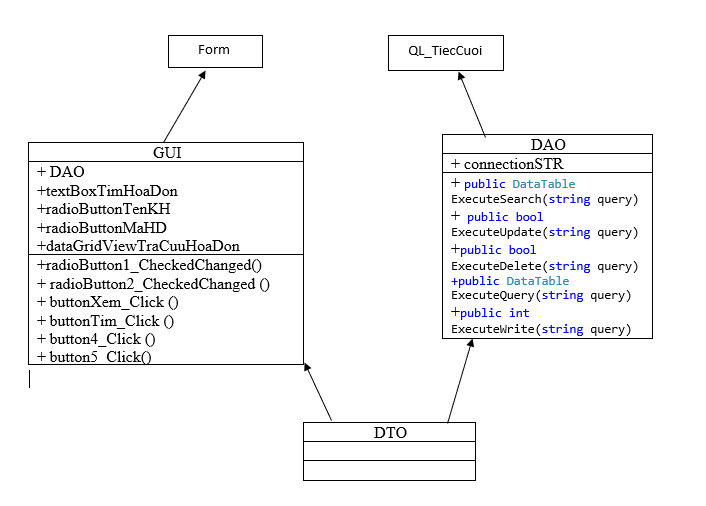 Form
QL_TiecCuoi
GUI
+ DAO
+textBoxTimHoaDon
+radioButtonTenKH
+radioButtonMaHD
+dataGridViewTraCuuHoaDon
+radioButton1_CheckedChanged()
+ radioButton2_CheckedChanged ()
+ buttonXem_Click ()
+ buttonTim_Click ()
+ button4_Click ()
+ button5_Click()
DAO
+ connectionSTR
+ public DataTable
ExecuteSearch(string query)
+ public bool
ExecuteUpdate(string query)
+public bool
ExecuteDelete(string query)
+public DataTable
ExecuteQuery(string query)
+public int
ExecuteWrite(string query)
DTO